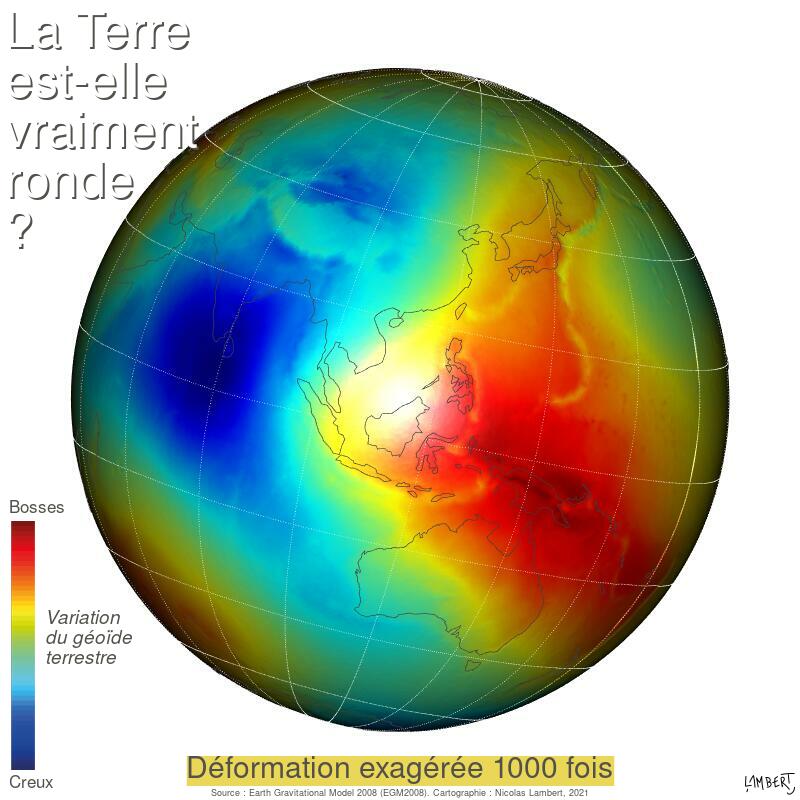 La Terre
est-elle
vraiment
ronde
?
Bosses
Variation
du géoïde
terrestre
Creux
Déformation exagérée 1000 fois
Source : Earth Gravitational Model 2008 (EGM2008). Cartographie : Nicolas Lambert, 2021
LAMBERT